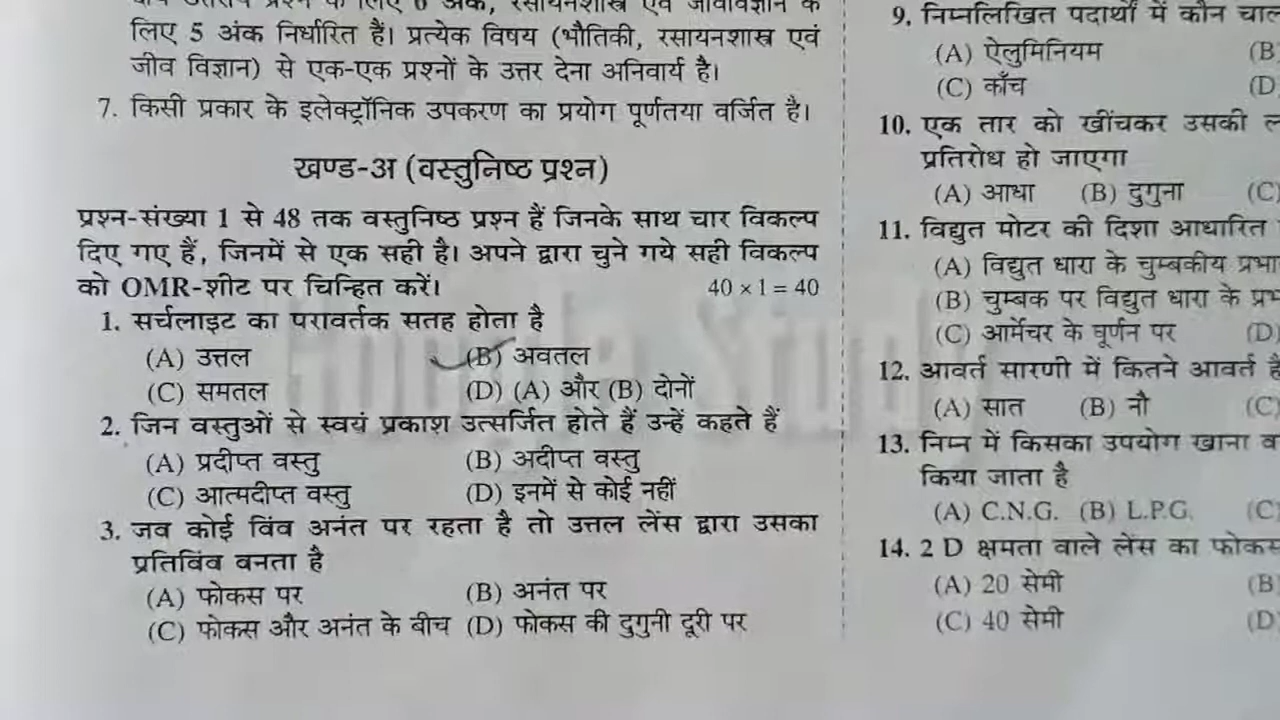 लिए 5 अंक निर्धारित हैं। प्रत्येक विषय (भौतिकी, रसायनशास्त्र एवं
जीव विज्ञान) से एक-एक प्रश्नों के उत्तर देना अनिवार्य है।
7. किसी प्रकार के इलेक्ट्रॉनिक उपकरण का प्रयोग पूर्णतया वर्जित है।
खण्ड-अ (वस्तुनिष्ठ प्रश्न)
प्रश्न-संख्या 1 से 48 तक वस्तुनिष्ठ प्रश्न हैं जिनके साथ चार विकल्प
दिए गए हैं, जिनमें से एक सही है। अपने द्वारा चुने गये सही विकल्प
को OMR-शीट पर चिन्हित करें। 40 × 1 = 40
1. सर्चलाइट का परावर्तक सतह होता है
(A) उत्तल (B) अवतल
(C) समतल (D) (A) और (B) दोनों
2. जिन वस्तुओं से स्वयं प्रकाश उत्सर्जित होते हैं उन्हें कहते हैं
(A) प्रदीप्त वस्तु (B) अदीप्त वस्तु
(C) आत्मदीप्त वस्तु (D) इनमें से कोई नहीं
3. जब कोई विंव अनंत पर रहता है तो उत्तल लेंस द्वारा उसका
प्रतिविंव वनता है
(A) फोकस पर (B) अनंत पर
(C) फोकस और अनंत के बीच (D) फोकस की दुगुनी दूरी पर
9. निम्नलिखित पदार्थों में कौन
(A) ऐलुमिनियम (B
(C) काँच (D
10. एक तार को खींचकर उसकी
प्रतिरोध हो जाएगा
(A) आधा (B) दुगुना (C
11. विद्युत मोटर की दिशा आधारित
(A) विद्युत धारा के चुम्बकीय
(B) चुम्बक पर विद्युत धारा के
(C) आर्मेचर के घूर्णन पर (D)
12. आवर्त सारणी में कितने आवर्त
(A) सात (B) नौ (C
13. निम्न में किसका उपयोग खाना
किया जाता है
(A) C.N.G. (B) L.P.G. (C
14. 2 D क्षमता वाले लेंस का फोकस
(A) 20 सेमी (B
(C) 40 सेमी (D